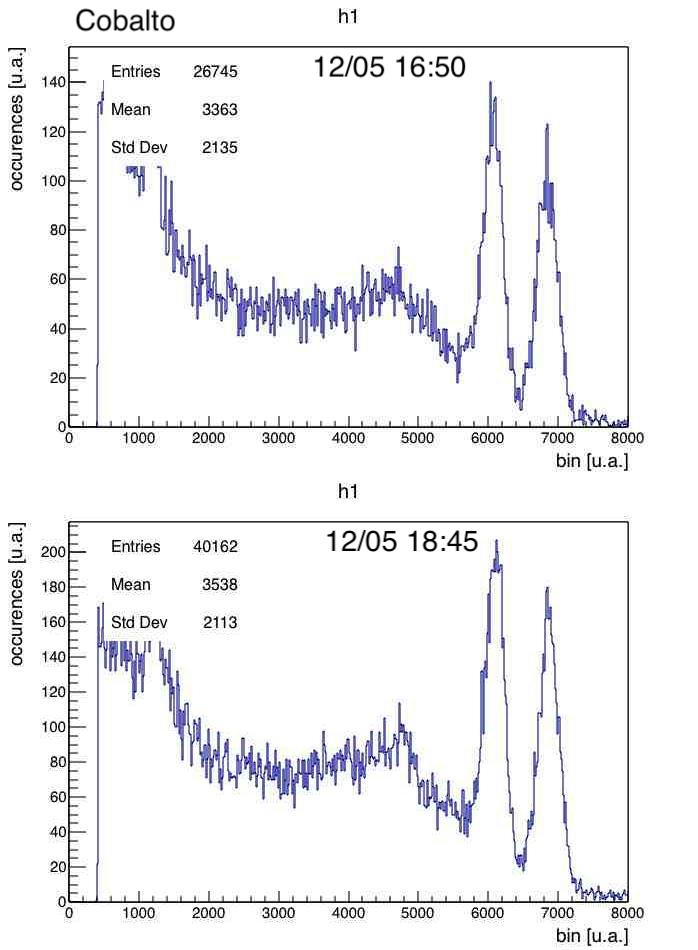 Cobalto
h1
12/05 16:50
Entries 26745
Mean 3363
Std Dev 2135
occurences [u.a.]
140
120
100
80
60
40
20
0
0 1000 2000 3000 4000 5000 6000 7000 8000
bin [u.a.]
h1
12/05 18:45
Entries 40162
Mean 3538
Std Dev 2113
occurences [u.a.]
200
180
160
140
120
100
80
60
40
20
0
0 1000 2000 3000 4000 5000 6000 7000 8000
bin [u.a.]